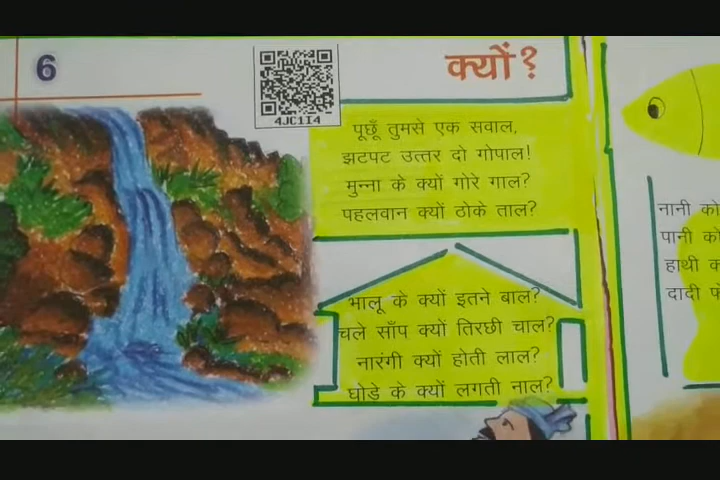 6
4JC1I4
क्यों?
पूछूँ तुमसे एक सवाल,
झटपट उत्तर दो गोपाल!
मुन्ना के क्यों गोरे गाल?
पहलवान क्यों ठोके ताल?
भालू के क्यों इतने बाल?
चले साँप क्यों तिरछी चाल?
नारंगी क्यों होती लाल?
घोड़े के क्यों लगती नाल?
नानी को
पानी को
हाथी
दादी